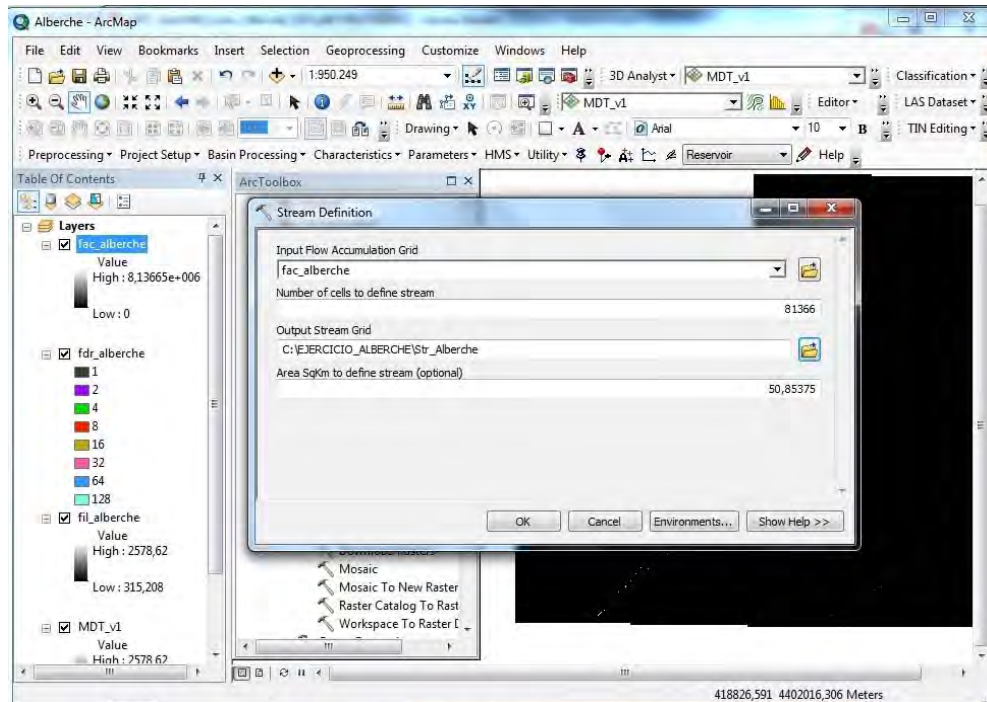 Alberche - ArcMap
File Edit View Bookmarks Insert Selection Geoprocessing Customize Windows Help
1:950.249 3D Analyst MDT_v1 Classification
MDT_v1 Editor LAS Dataset
Drawing A Arial 10 B TIN Editing
Preprocessing Project Setup Basin Processing Characteristics Parameters HMS Utility Reservoir Help
Table Of Contents
ArcToolbox
Layers
fac_alberche
Value
High : 8,13665e+006
Low : 0
fdr_alberche
1
2
4
8
16
32
64
128
fil_alberche
Value
High : 2578,62
Low : 315,208
MDT_v1
Value
High : 2578,62
Stream Definition
Input Flow Accumulation Grid
fac_alberche
Number of cells to define stream
81366
Output Stream Grid
C:\EJERCICIO_ALBERCHE\Str_Alberche
Area SqKm to define stream (optional)
50,85375
OK Cancel Environments... Show Help >>
Mosaic
Mosaic To New Raster
Raster Catalog To Rast
Workspace To Raster
418826,591 4402016,306 Meters